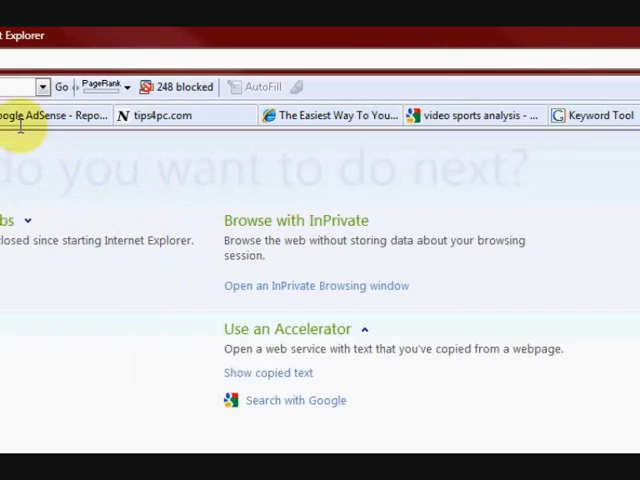 t Explorer
Go PageRank 248 blocked AutoFill
ogle AdSense - Repo... tips4pc.com The Easiest Way To You... video sports analysis - ... Keyword Tool
do you want to do next?
bs
closed since starting Internet Explorer.
Browse with InPrivate
Browse the web without storing data about your browsing
session.
Open an InPrivate Browsing window
Use an Accelerator
Open a web service with text that you've copied from a webpage.
Show copied text
Search with Google